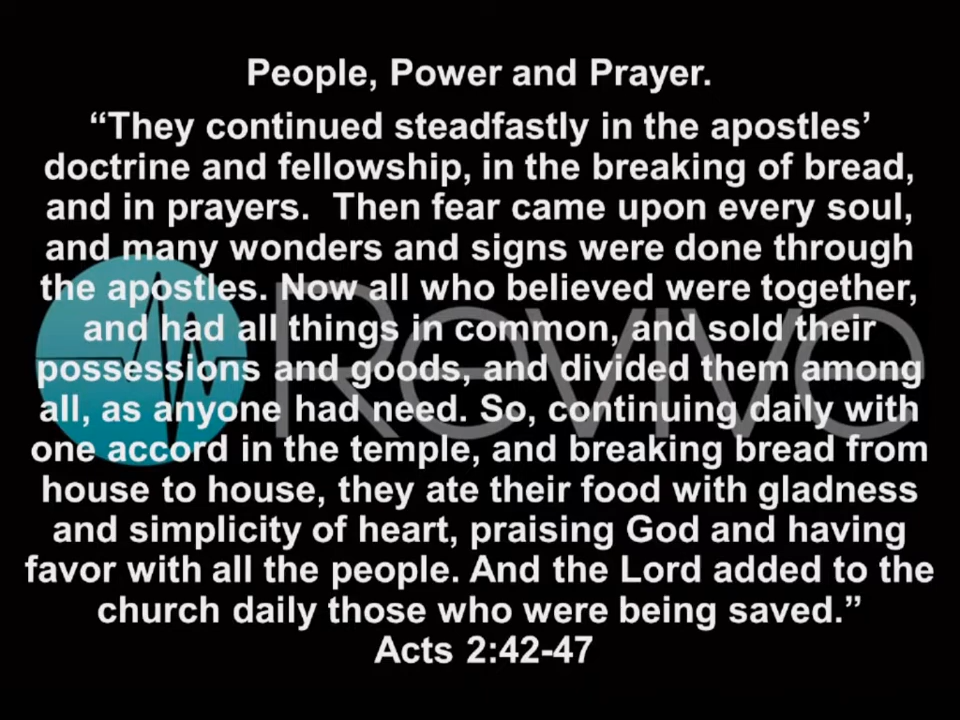 People, Power and Prayer.
“They continued steadfastly in the apostles’
doctrine and fellowship, in the breaking of bread,
and in prayers.  Then fear came upon every soul,
and many wonders and signs were done through
the apostles. Now all who believed were together,
and had all things in common, and sold their
possessions and goods, and divided them among
all, as anyone had need. So, continuing daily with
one accord in the temple, and breaking bread from
house to house, they ate their food with gladness
and simplicity of heart, praising God and having
favor with all the people. And the Lord added to the
church daily those who were being saved.”
Acts 2:42-47
Revive